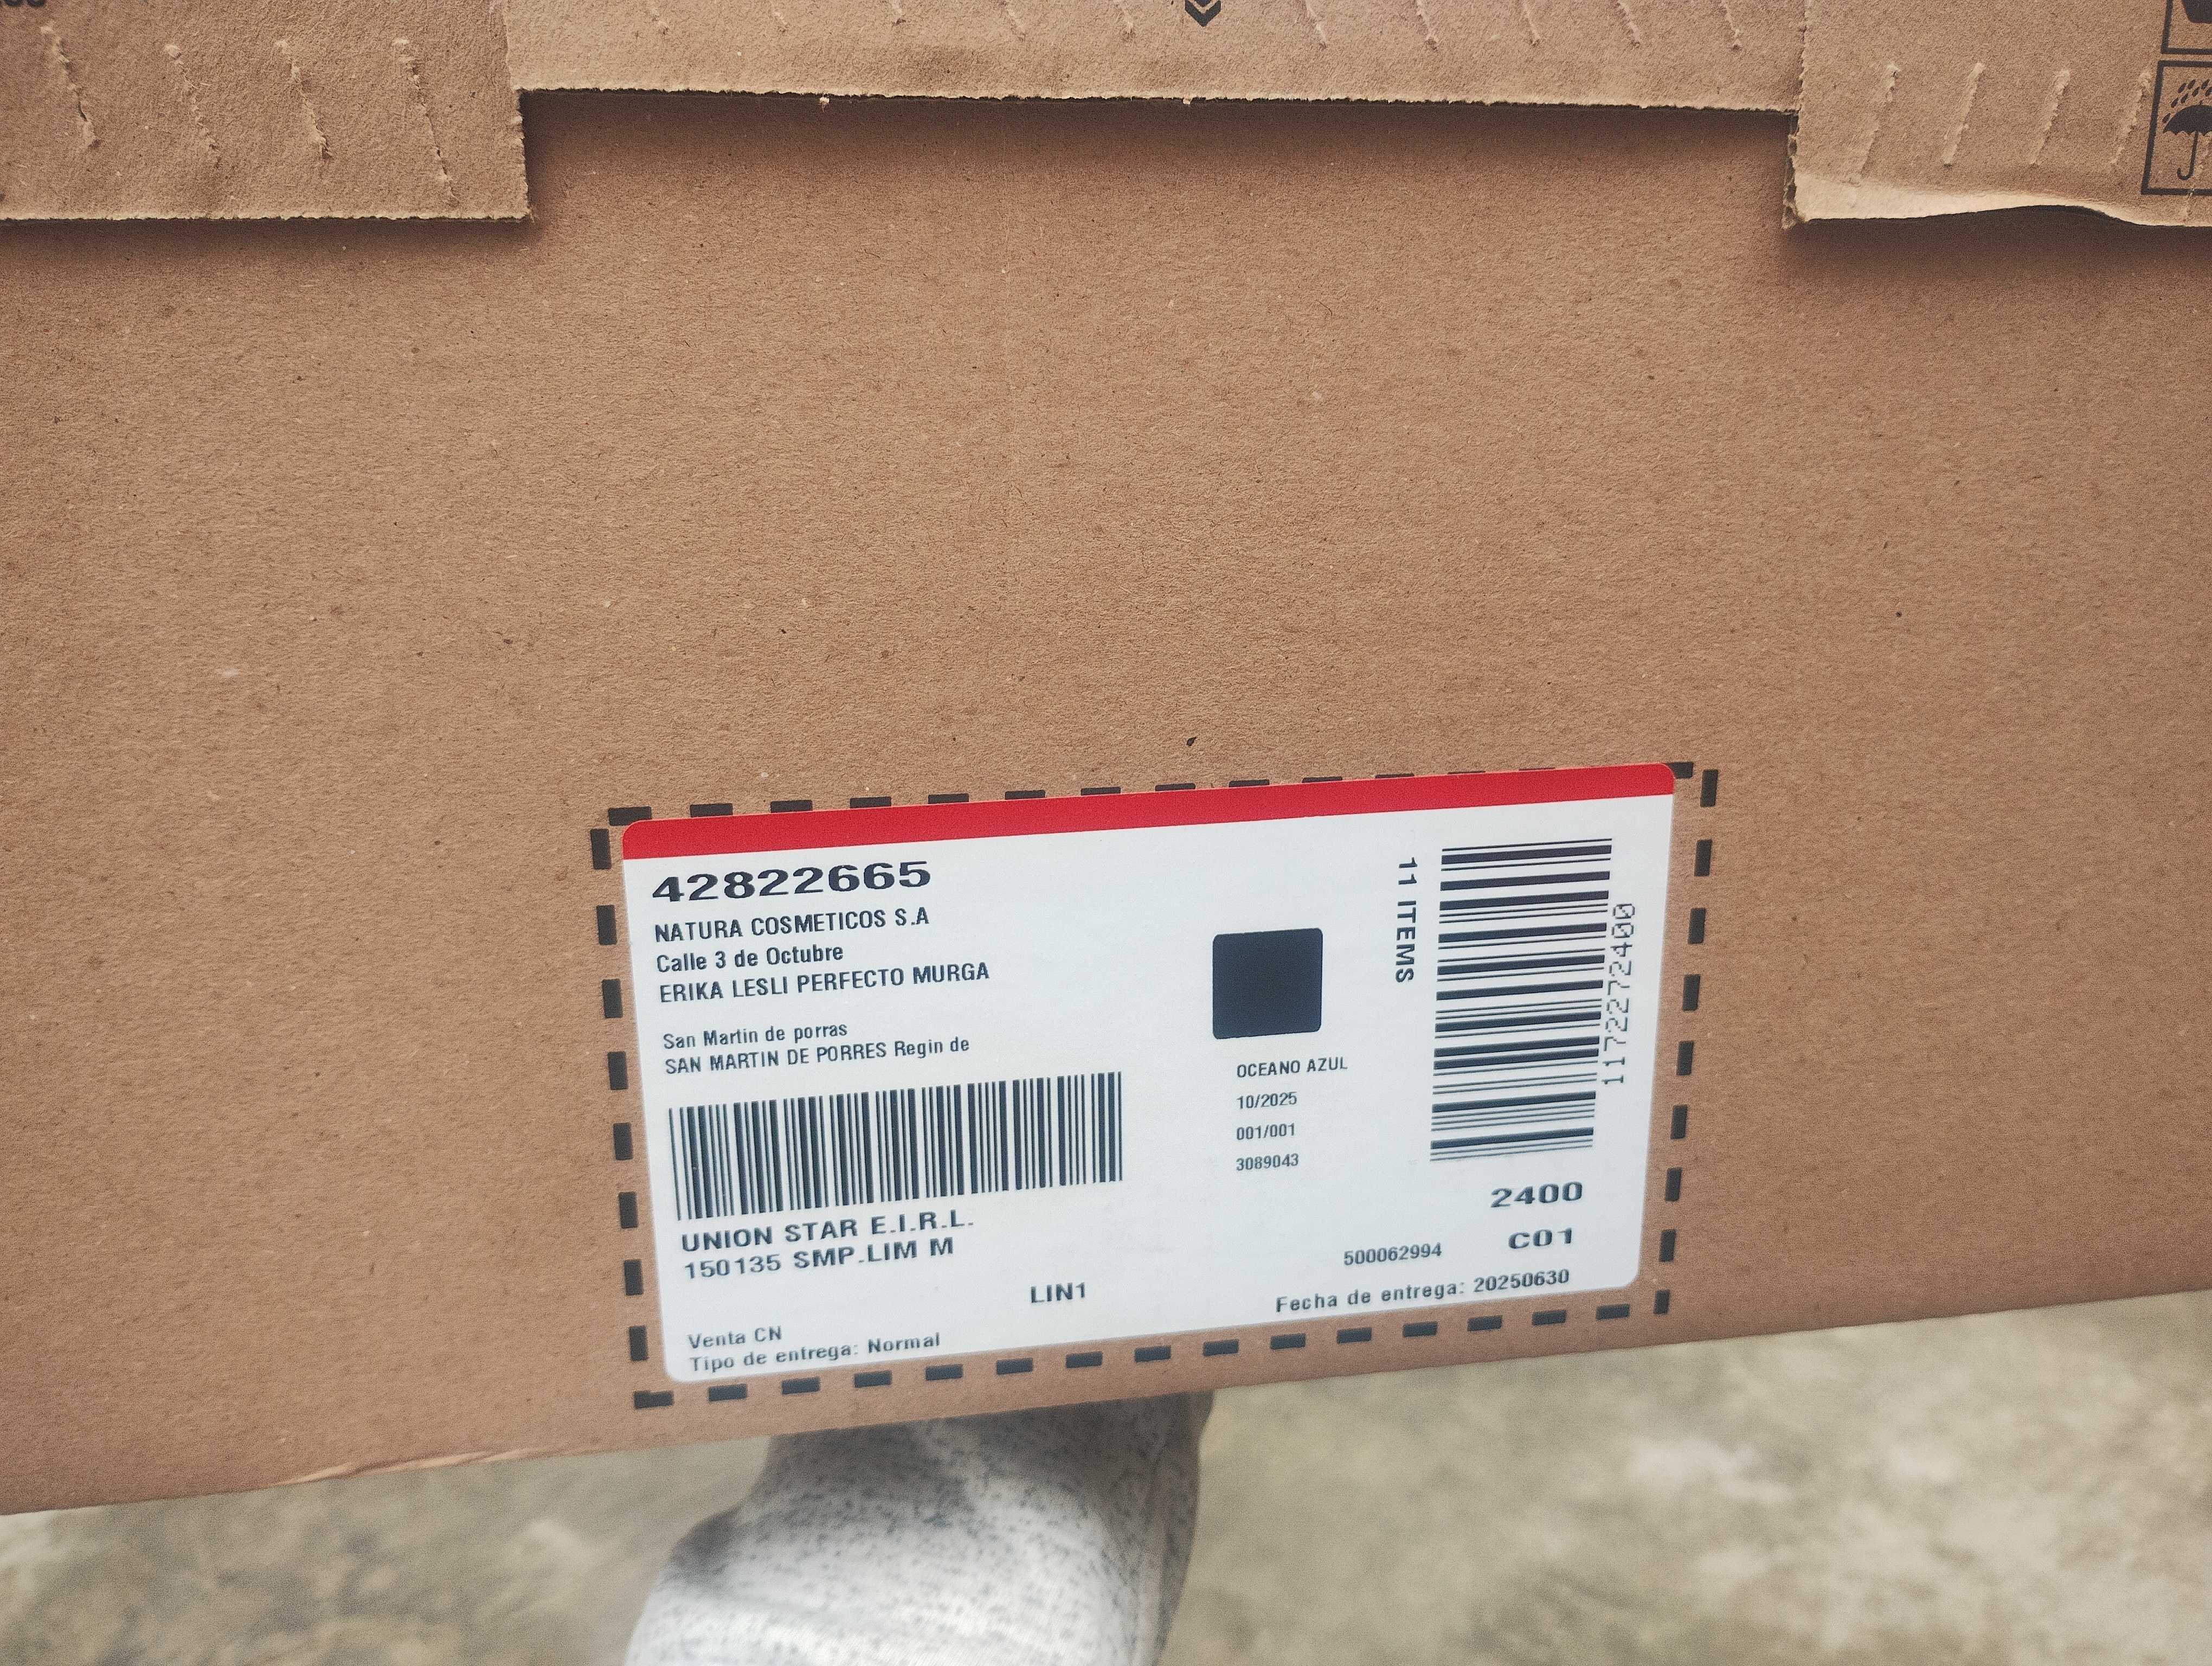 42822665
NATURA COSMETICOS S.A
Calle 3 de Octubre
ERIKA LESLI PERFECTO MURGA
San Martin de porras
SAN MARTIN DE PORRES Regin de
UNION STAR E.I.R.L.
150135 SMP.LIM M
LIN1
Venta CN
Tipo de entrega: Normal
OCEANO AZUL
10/2025
001/001
3089043
11 ITEMS
117227272400
2400
C01
500062994
Fecha de entrega: 20250630